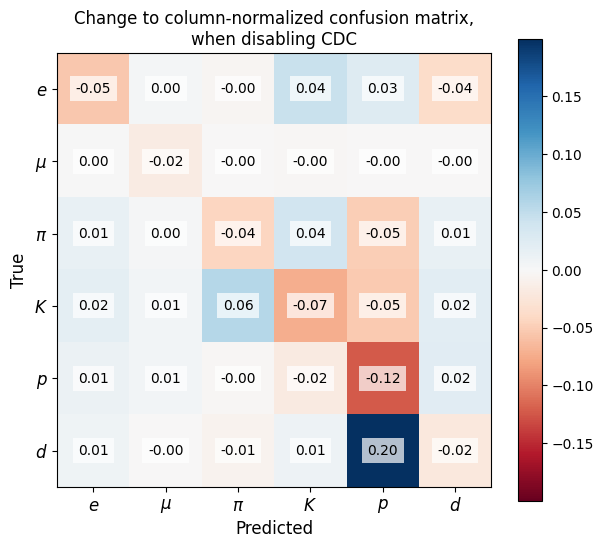 Change to column-normalized confusion matrix,
when disabling CDC
e -0.05 0.00 -0.00 0.04 0.03 -0.04
μ 0.00 -0.02 -0.00 -0.00 -0.00 -0.00
π 0.01 0.00 -0.04 0.04 -0.05 0.01
K 0.02 0.01 0.06 -0.07 -0.05 0.02
p 0.01 0.01 -0.00 -0.02 -0.12 0.02
d 0.01 -0.00 -0.01 0.01 0.20 -0.02
e μ π K p d
Predicted
True
0.15
0.10
0.05
0.00
−0.05
−0.10
−0.15